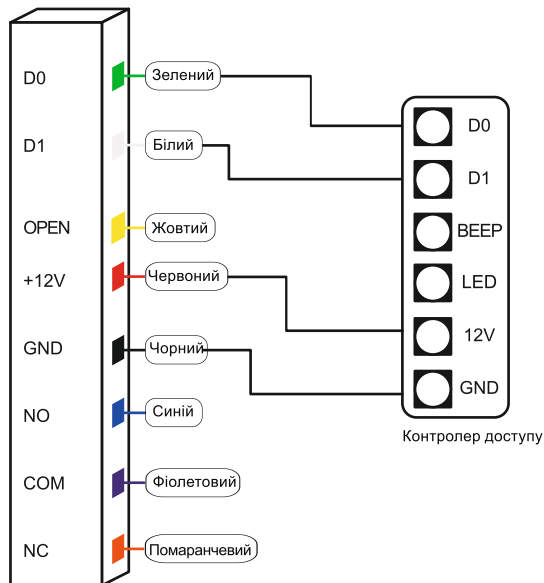 D0
Зелений
D0
D1
Білий
D1
OPEN
Жовтий
BEEP
+12V
Червоний
LED
12V
GND
Чорний
GND
NO
Синій
Контролер доступу
COM
Фіолетовий
NC
Помаранчевий